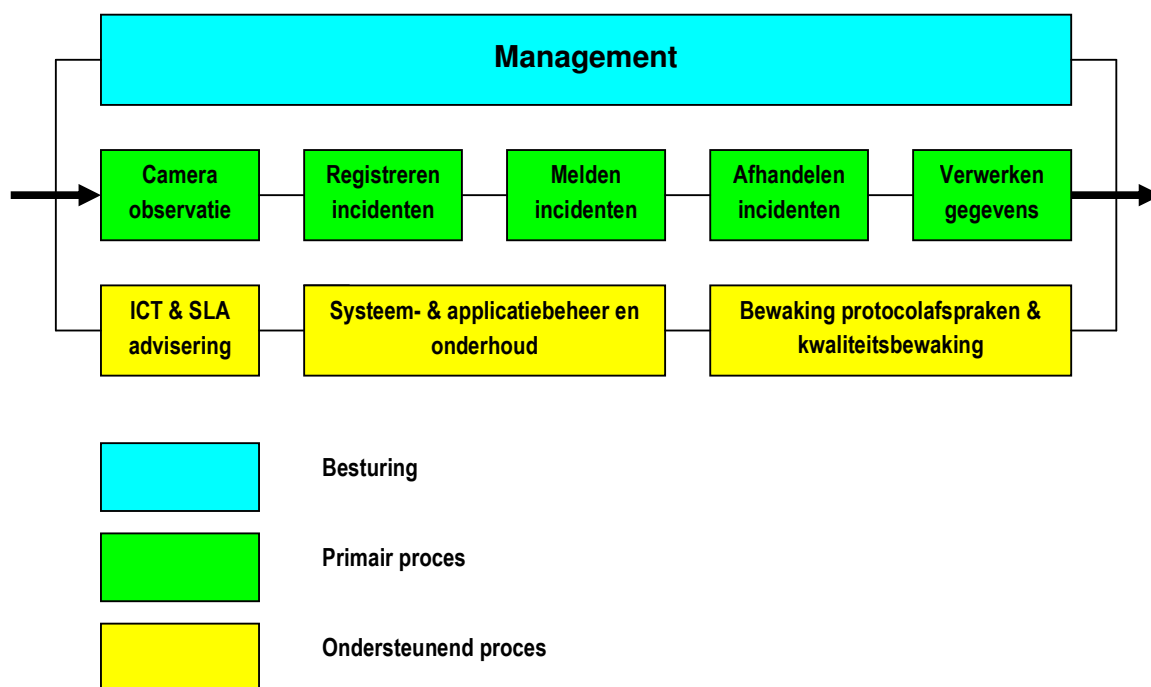 Management
Camera
observatie
Registreren
incidenten
Melden
incidenten
Afhandelen
incidenten
Verwerken
gegevens
ICT & SLA
advisering
Systeem- & applicatiebeheer en
onderhoud
Bewaking protocolafspraken &
kwaliteitsbewaking
Besturing
Primair proces
Ondersteunend proces